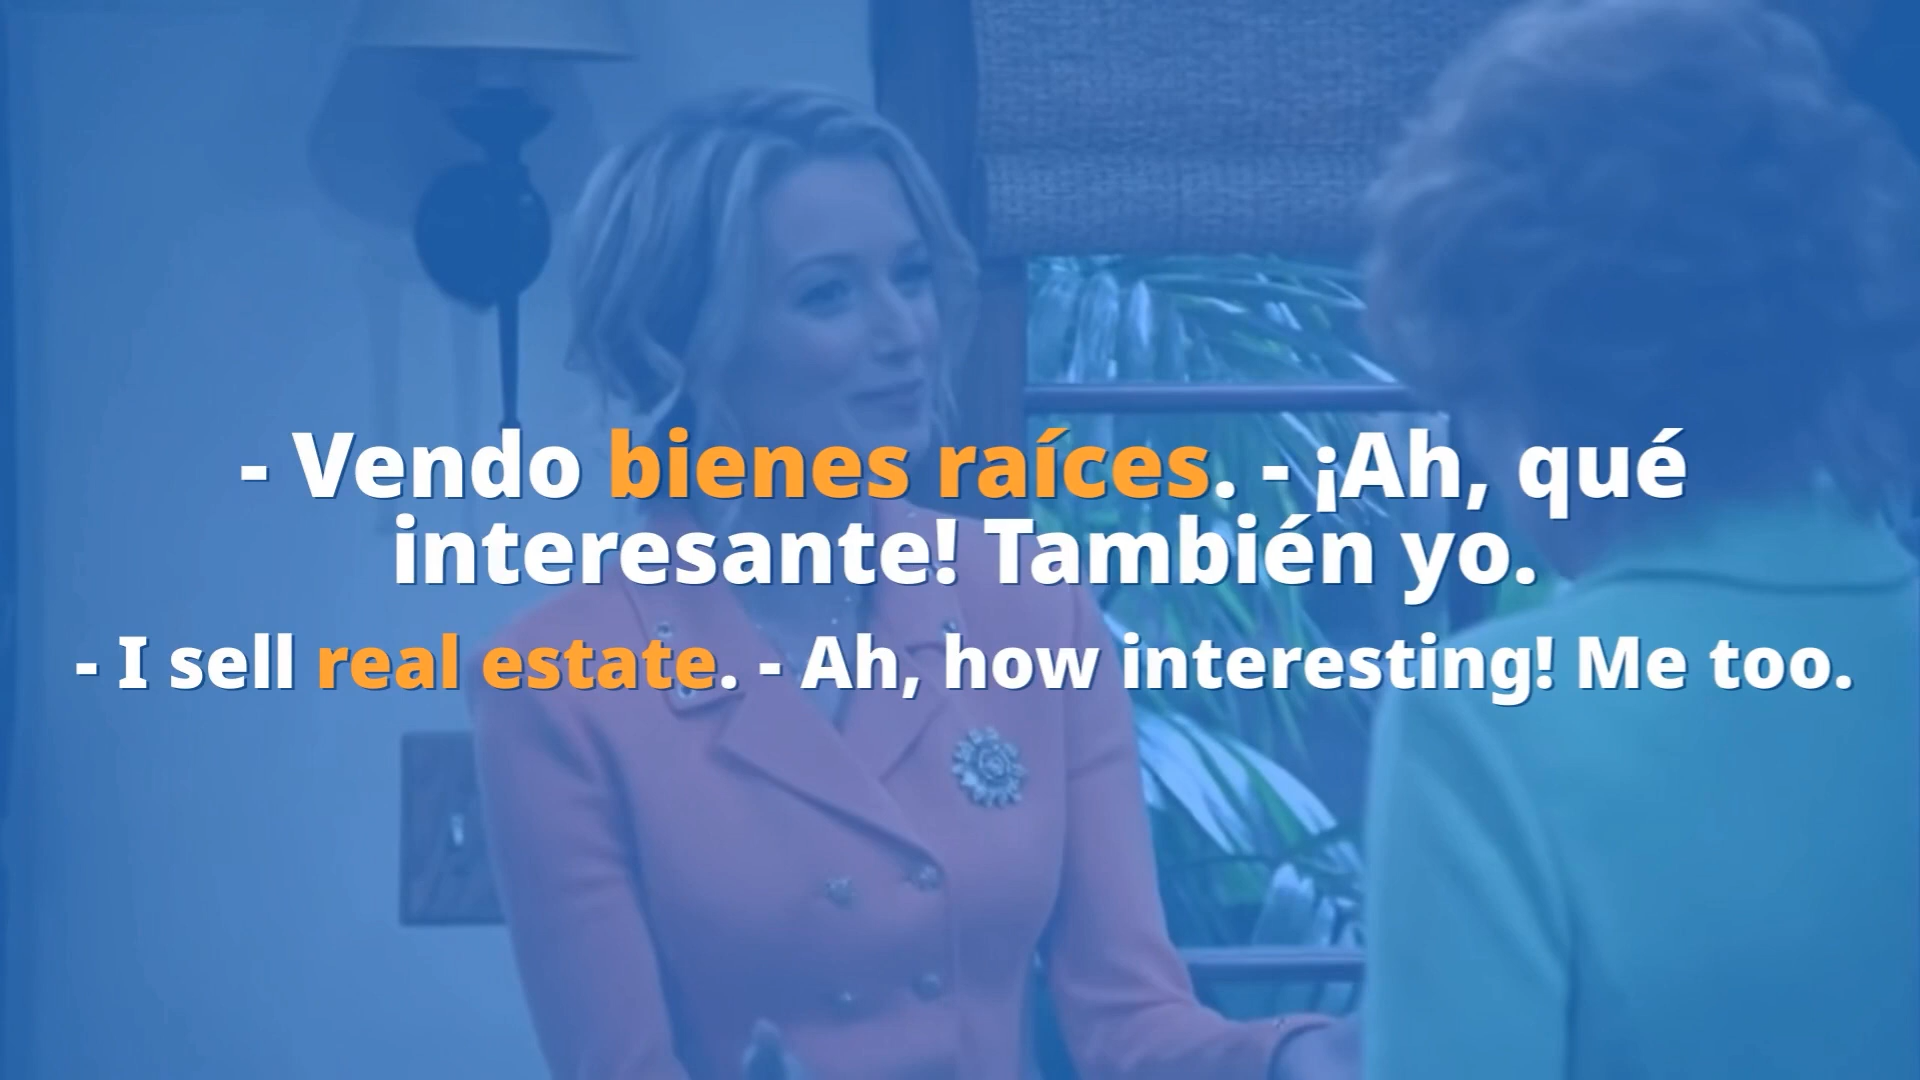 - Vendo bienes raíces. - ¡Ah, qué
interesante! También yo.
- I sell real estate. - Ah, how interesting! Me too.